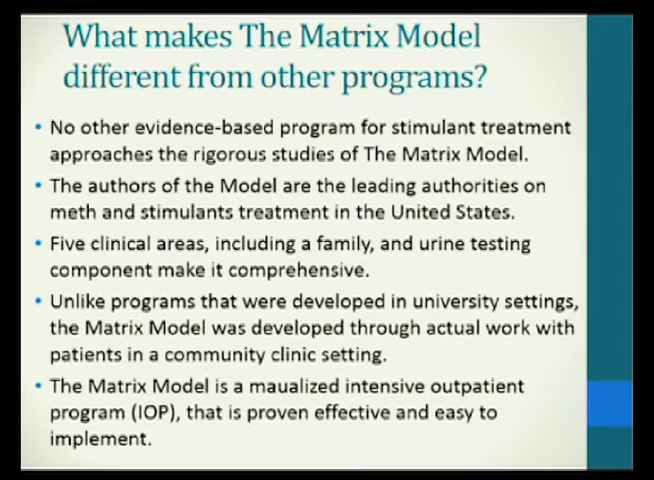 What makes The Matrix Model
different from other programs?
• No other evidence-based program for stimulant treatment
approaches the rigorous studies of The Matrix Model.
• The authors of the Model are the leading authorities on
meth and stimulants treatment in the United States.
• Five clinical areas, including a family, and urine testing
component make it comprehensive.
• Unlike programs that were developed in university settings,
the Matrix Model was developed through actual work with
patients in a community clinic setting.
• The Matrix Model is a maualized intensive outpatient
program (IOP), that is proven effective and easy to
implement.